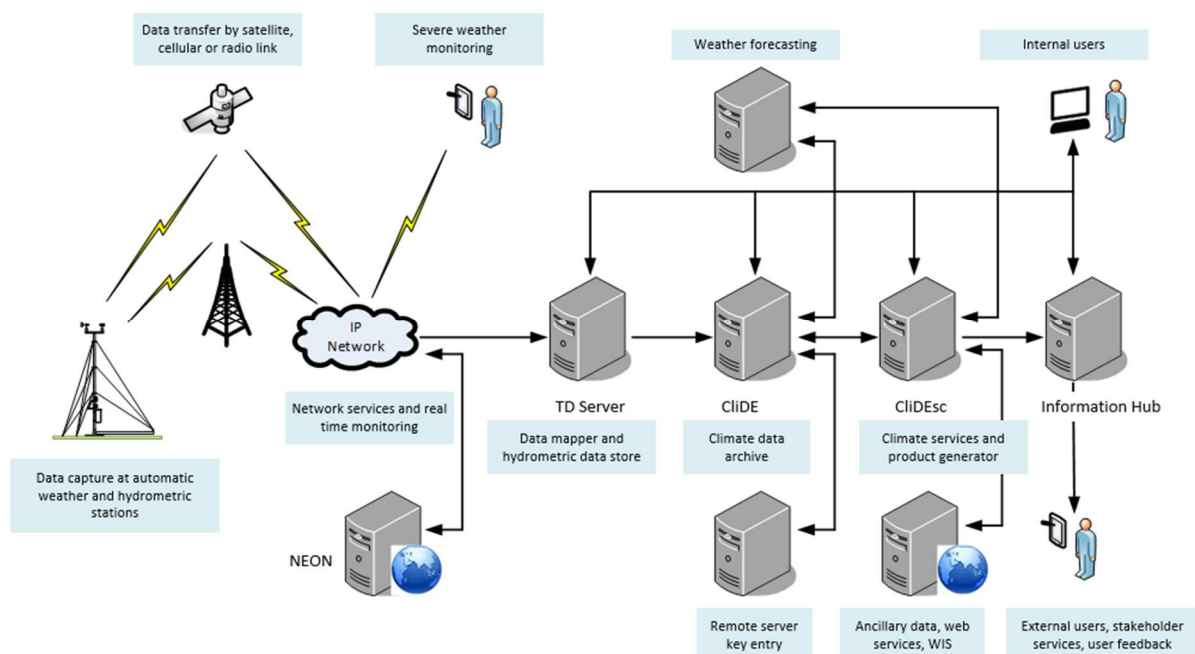 Data transfer by satellite,
cellular or radio link
Severe weather
monitoring
Weather forecasting
Internal users
IP
Network
TD Server
CliDE
CliDEsc
Information Hub
Network services and real
time monitoring
Data mapper and
hydrometric data store
Climate data
archive
Climate services and
product generator
Data capture at automatic
weather and hydrometric
stations
NEON
Remote server
key entry
Ancillary data, web
services, WIS
External users, stakeholder
services, user feedback